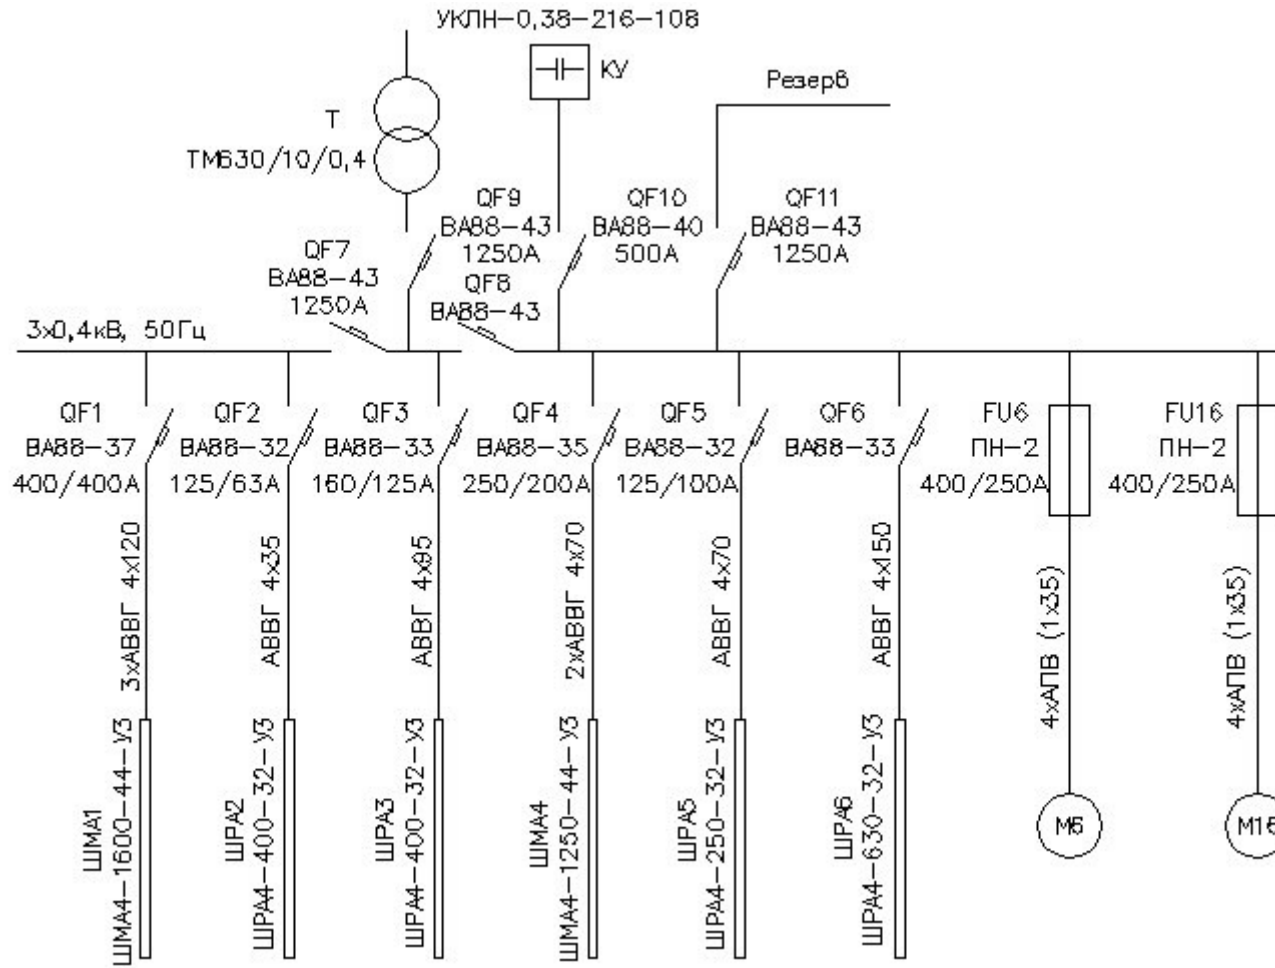 УКЛН-0,38-216-108
КУ
Резерв
Т
ТМ630/10/0,4
QF9
ВА88-43
1250А
QF10
ВА88-40
500А
QF11
ВА88-43
1250А
QF7
ВА88-43
1250А
QF8
ВА88-43
3х0,4кВ, 50Гц
QF1
ВА88-37
400/400А
QF2
ВА88-32
125/63А
QF3
ВА88-33
160/125А
QF4
ВА88-35
250/200А
QF5
ВА88-32
125/100А
QF6
ВА88-33
FU6
ПН-2
400/250А
FU16
ПН-2
400/250А
3хАВВГ 4х120
АВВГ 4х35
АВВГ 4х95
2хАВВГ 4х70
АВВГ 4х70
АВВГ 4х150
4хАПВ (1х35)
4хАПВ (1х35)
ШМА1
ШМА4-1600-44-У3
ШРА2
ШРА4-400-32-У3
ШРА3
ШРА4-400-32-У3
ШМА4
ШМА4-1250-44-У3
ШРА5
ШРА4-250-32-У3
ШРА6
ШРА4-630-32-У3
М6
М16